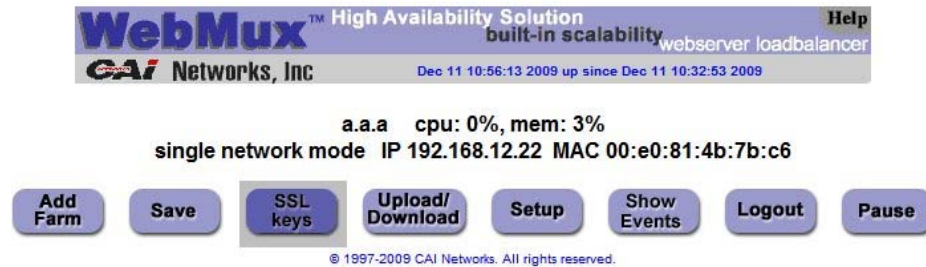 WebMux™ High Availability Solution
built-in scalability
webserver loadbalancer
Help
CAI Networks, Inc
Dec 11 10:56:13 2009 up since Dec 11 10:32:53 2009
a.a.a cpu: 0%, mem: 3%
single network mode IP 192.168.12.22 MAC 00:e0:81:4b:7b:c6
Add
Farm
Save
SSL
keys
Upload/
Download
Setup
Show
Events
Logout
Pause
© 1997-2009 CAI Networks. All rights reserved.